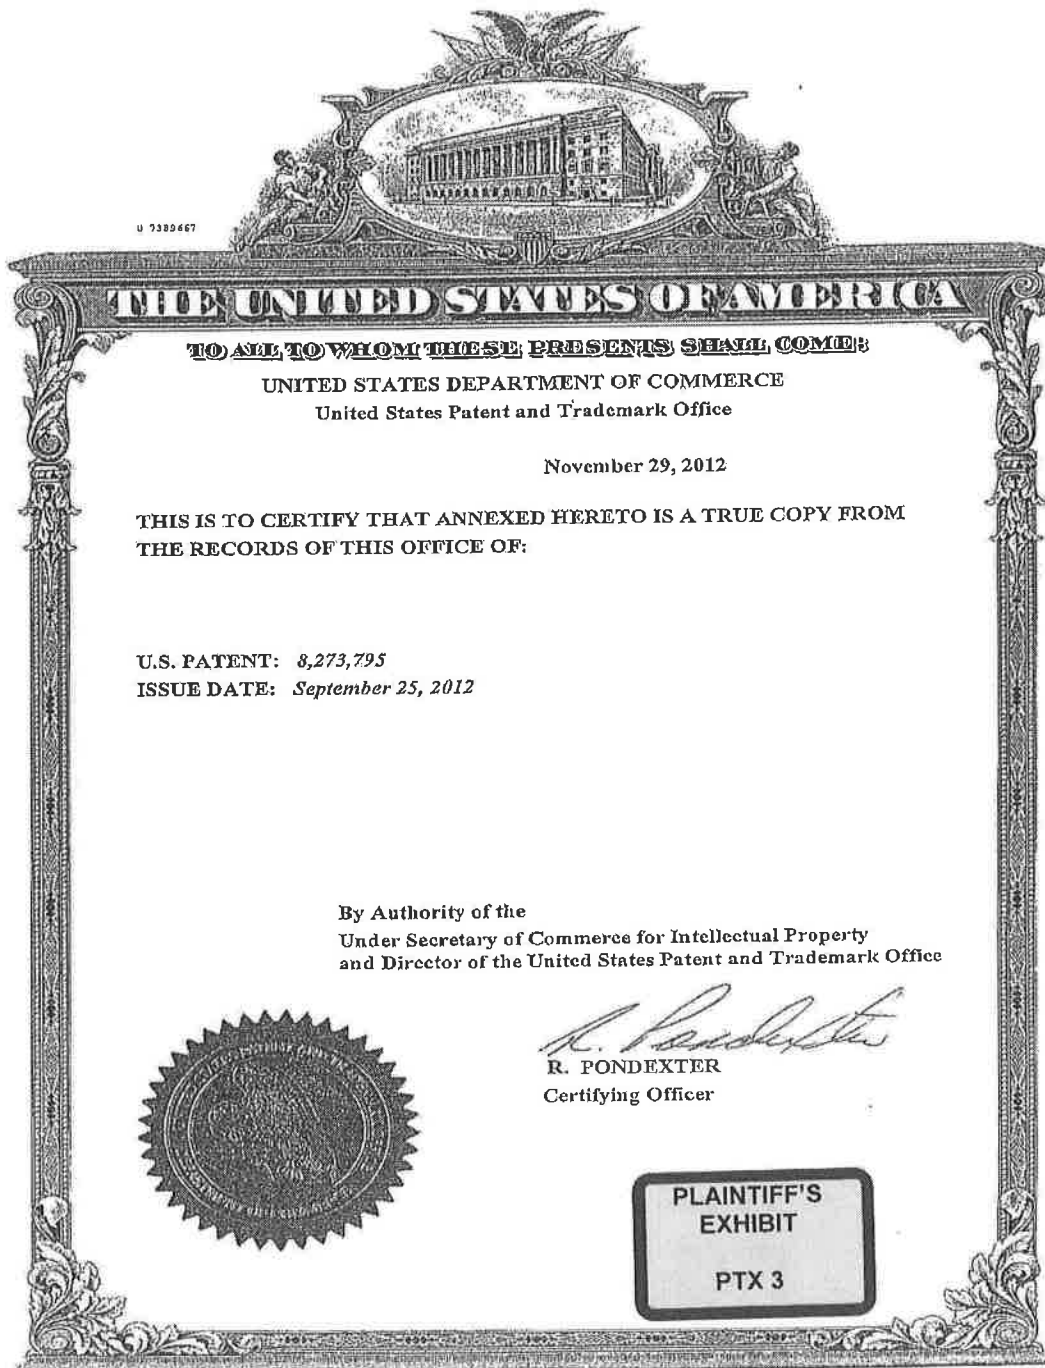 U 7389667
THE UNITED STATES OF AMERICA
TO ALL TO WHOM THESE PRESENTS SHALL COME:
UNITED STATES DEPARTMENT OF COMMERCE
United States Patent and Trademark Office
November 29, 2012
THIS IS TO CERTIFY THAT ANNEXED HERETO IS A TRUE COPY FROM
THE RECORDS OF THIS OFFICE OF:
U.S. PATENT: 8,273,795
ISSUE DATE: September 25, 2012
By Authority of the
Under Secretary of Commerce for Intellectual Property
and Director of the United States Patent and Trademark Office
R. Pondexter
R. PONDEXTER
Certifying Officer
PLAINTIFF'S
EXHIBIT
PTX 3